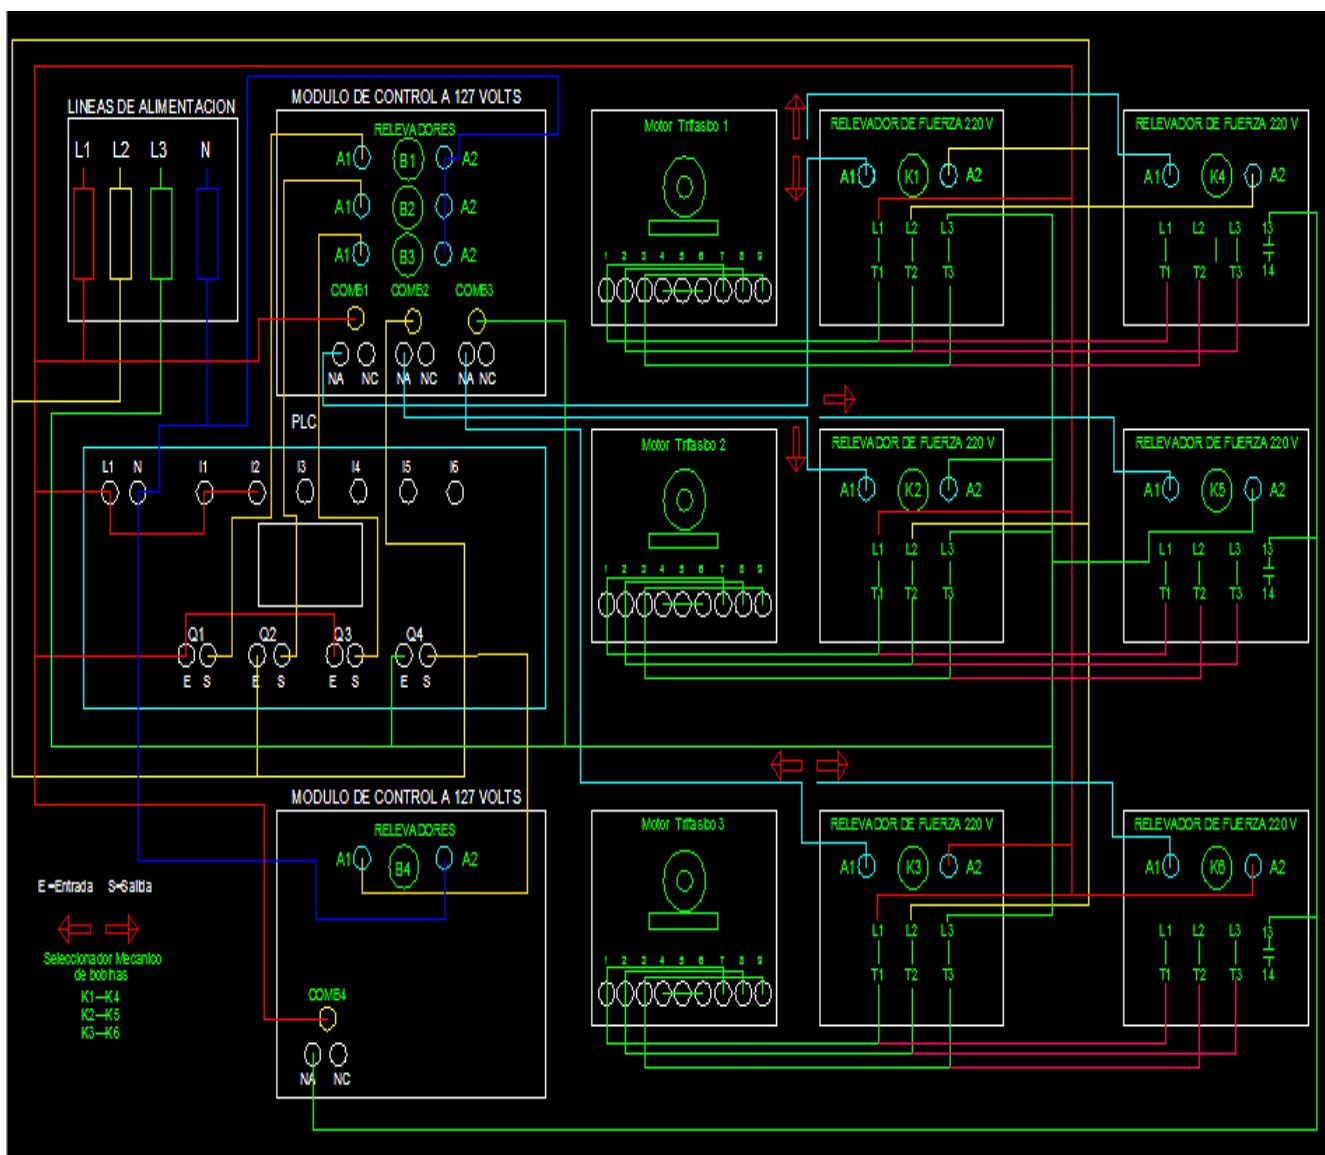 LINEAS DE ALIMENTACION
L1 L2 L3 N
MODULO DE CONTROL A 127 VOLTS
RELEVADORES
A1 B1 A2
A1 B2 A2
A1 B3 A2
COMB1 COMB2 COMB3
NA NC NA NC NA NC
PLC
L1 N I1 I2 I3 I4 I5 I6
Q1 Q2 Q3 Q4
E S E S E S E S
MODULO DE CONTROL A 127 VOLTS
RELEVADORES
A1 B4 A2
COMB4
NA NC
E =Entrada S=Salida
Seleccionador Mecanico
de bobinas
K1—K4
K2—K5
K3—K6
Motor Trifasico 1
1 2 3 4 5 6 7 8 9
RELEVADOR DE FUERZA 220 V
A1 K1 A2
L1 L2 L3
T1 T2 T3
RELEVADOR DE FUERZA 220 V
A1 K4 A2
L1 L2 L3 13
T1 T2 T3 14
Motor Trifasico 2
1 2 3 4 5 6 7 8 9
RELEVADOR DE FUERZA 220 V
A1 K2 A2
L1 L2 L3
T1 T2 T3
RELEVADOR DE FUERZA 220 V
A1 K5 A2
L1 L2 L3 13
T1 T2 T3 14
Motor Trifasico 3
1 2 3 4 5 6 7 8 9
RELEVADOR DE FUERZA 220 V
A1 K3 A2
L1 L2 L3
T1 T2 T3
RELEVADOR DE FUERZA 220 V
A1 K6 A2
L1 L2 L3 13
T1 T2 T3 14